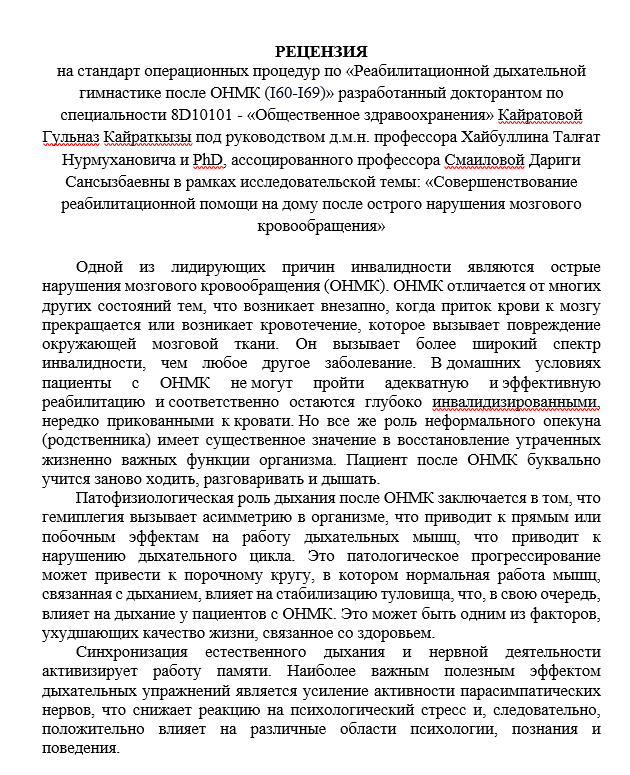 РЕЦЕНЗИЯ
на стандарт операционных процедур по «Реабилитационной дыхательной
гимнастике после ОНМК (I60-I69)» разработанный докторантом по
специальности 8D10101 - «Общественное здравоохранения» Кайратовой
Гульназ Кайраткызы под руководством д.м.н. профессора Хайбуллина Талғат
Нурмухановича и PhD, ассоцированного профессора Смаиловой Дариги
Сансызбаевны в рамках исследовательской темы: «Совершенствование
реабилитационной помощи на дому после острого нарушения мозгового
кровообращения»
Одной из лидирующих причин инвалидности являются острые
нарушения мозгового кровообращения (ОНМК). ОНМК отличается от многих
других состояний тем, что возникает внезапно, когда приток крови к мозгу
прекращается или возникает кровотечение, которое вызывает повреждение
окружающей мозговой ткани. Он вызывает более широкий спектр
инвалидности, чем любое другое заболевание. В домашних условиях
пациенты с ОНМК не могут пройти адекватную и эффективную
реабилитацию и соответственно остаются глубоко инвалидизированными,
нередко прикованными к кровати. Но все же роль неформального опекуна
(родственника) имеет существенное значение в восстановление утраченных
жизненно важных функции организма. Пациент после ОНМК буквально
учится заново ходить, разговаривать и дышать.
Патофизиологическая роль дыхания после ОНМК заключается в том, что
гемиплегия вызывает асимметрию в организме, что приводит к прямым или
побочным эффектам на работу дыхательных мышц, что приводит к
нарушению дыхательного цикла. Это патологическое прогрессирование
может привести к порочному кругу, в котором нормальная работа мышц,
связанная с дыханием, влияет на стабилизацию туловища, что, в свою очередь,
влияет на дыхание у пациентов с ОНМК. Это может быть одним из факторов,
ухудшающих качество жизни, связанное со здоровьем.
Синхронизация естественного дыхания и нервной деятельности
активизирует работу памяти. Наиболее важным полезным эффектом
дыхательных упражнений является усиление активности парасимпатических
нервов, что снижает реакцию на психологический стресс и, следовательно,
положительно влияет на различные области психологии, познания и
поведения.